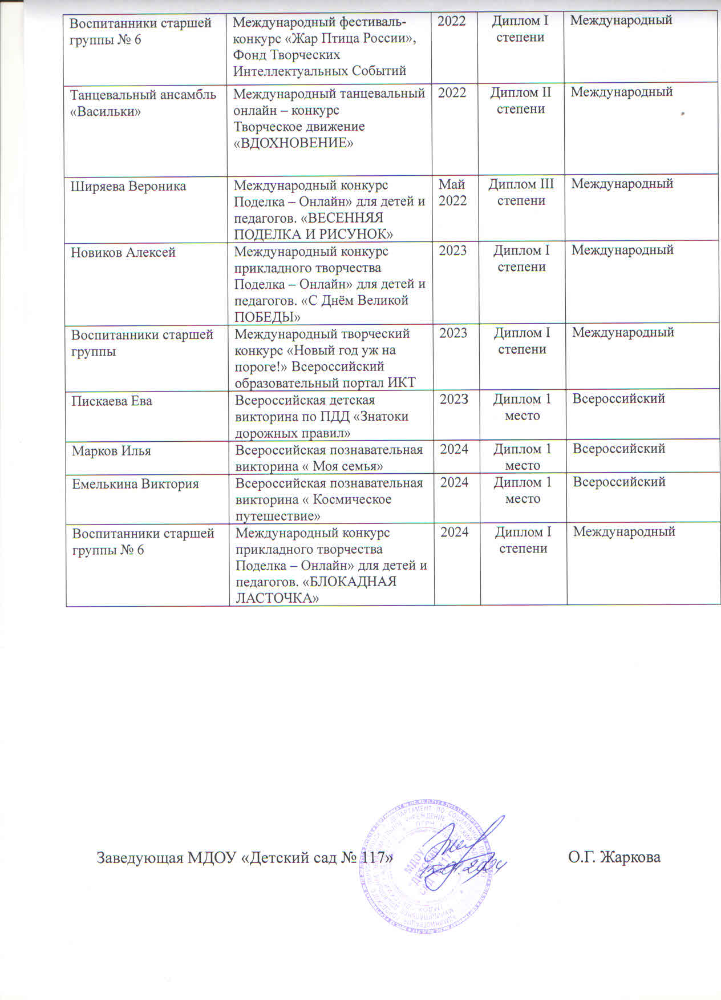 Воспитанники старшей
группы № 6
Международный фестиваль-
конкурс «Жар Птица России»,
Фонд Творческих
Интеллектуальных Событий
2022
Диплом I
степени
Международный
Танцевальный ансамбль
«Васильки»
Международный танцевальный
онлайн – конкурс
Творческое движение
«ВДОХНОВЕНИЕ»
2022
Диплом II
степени
Международный
Ширяева Вероника
Международный конкурс
Поделка – Онлайн» для детей и
педагогов. «ВЕСЕННЯЯ
ПОДЕЛКА И РИСУНОК»
Май
2022
Диплом III
степени
Международный
Новиков Алексей
Международный конкурс
прикладного творчества
Поделка – Онлайн» для детей и
педагогов. «С Днём Великой
ПОБЕДЫ»
2023
Диплом I
степени
Международный
Воспитанники старшей
группы
Международный творческий
конкурс «Новый год уж на
пороге!» Всероссийский
образовательный портал ИКТ
2023
Диплом I
степени
Международный
Пискаева Ева
Всероссийская детская
викторина по ПДД «Знатоки
дорожных правил»
2023
Диплом 1
место
Всероссийский
Марков Илья
Всероссийская познавательная
викторина « Моя семья»
2024
Диплом 1
место
Всероссийский
Емелькина Виктория
Всероссийская познавательная
викторина « Космическое
путешествие»
2024
Диплом 1
место
Всероссийский
Воспитанники старшей
группы № 6
Международный конкурс
прикладного творчества
Поделка – Онлайн» для детей и
педагогов. «БЛОКАДНАЯ
ЛАСТОЧКА»
2024
Диплом I
степени
Международный
Заведующая МДОУ «Детский сад № 117»
О.Г. Жаркова
МДОУ
"ДЕТСКИЙ
САД №117"